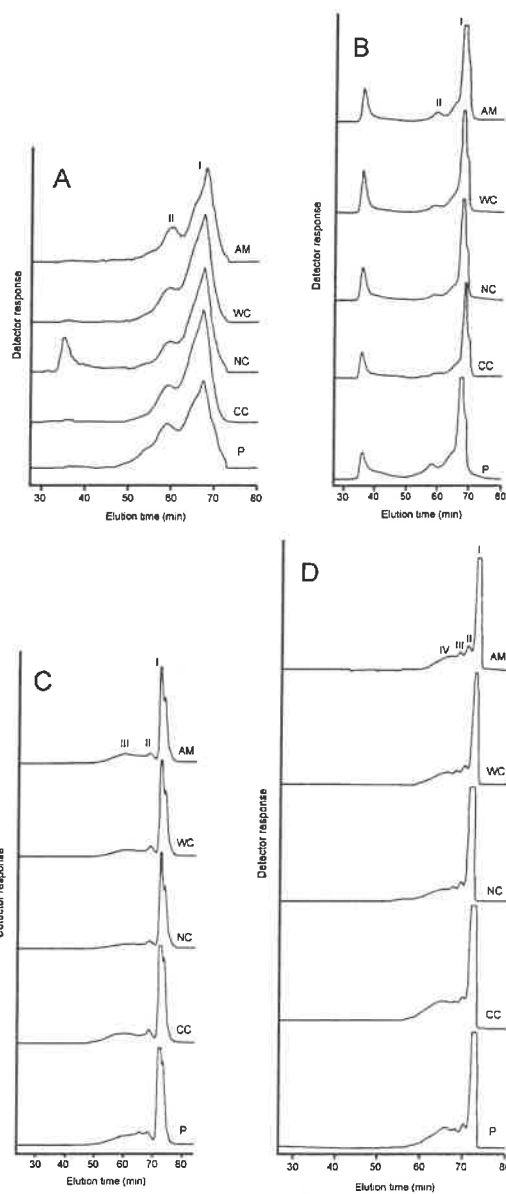 A
I
II
AM
WC
NC
CC
P
Detector response
30 40 50 60 70 80
Elution time (min)
B
I
II
AM
WC
NC
CC
P
Detector response
30 40 50 60 70 80
Elution time (min)
C
I
III II
AM
WC
NC
CC
P
Detector response
30 40 50 60 70 80
Elution time (min)
D
I
IV III II
AM
WC
NC
CC
P
Detector response
30 40 50 60 70 80
Elution time (min)